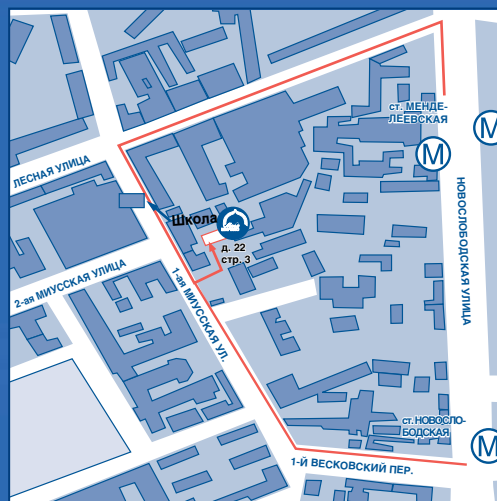 ст. МЕНДЕ-
ЛЕЕВСКАЯ
М
М
ЛЕСНАЯ УЛИЦА
Школа
д. 22
стр. 3
НОВОСЛОБОДСКАЯ УЛИЦА
2-ая МИУССКАЯ УЛИЦА
1-ая МИУССКАЯ УЛ.
ст. НОВОСЛО-
БОДСКАЯ
М
1-Й ВЕСКОВСКИЙ ПЕР.